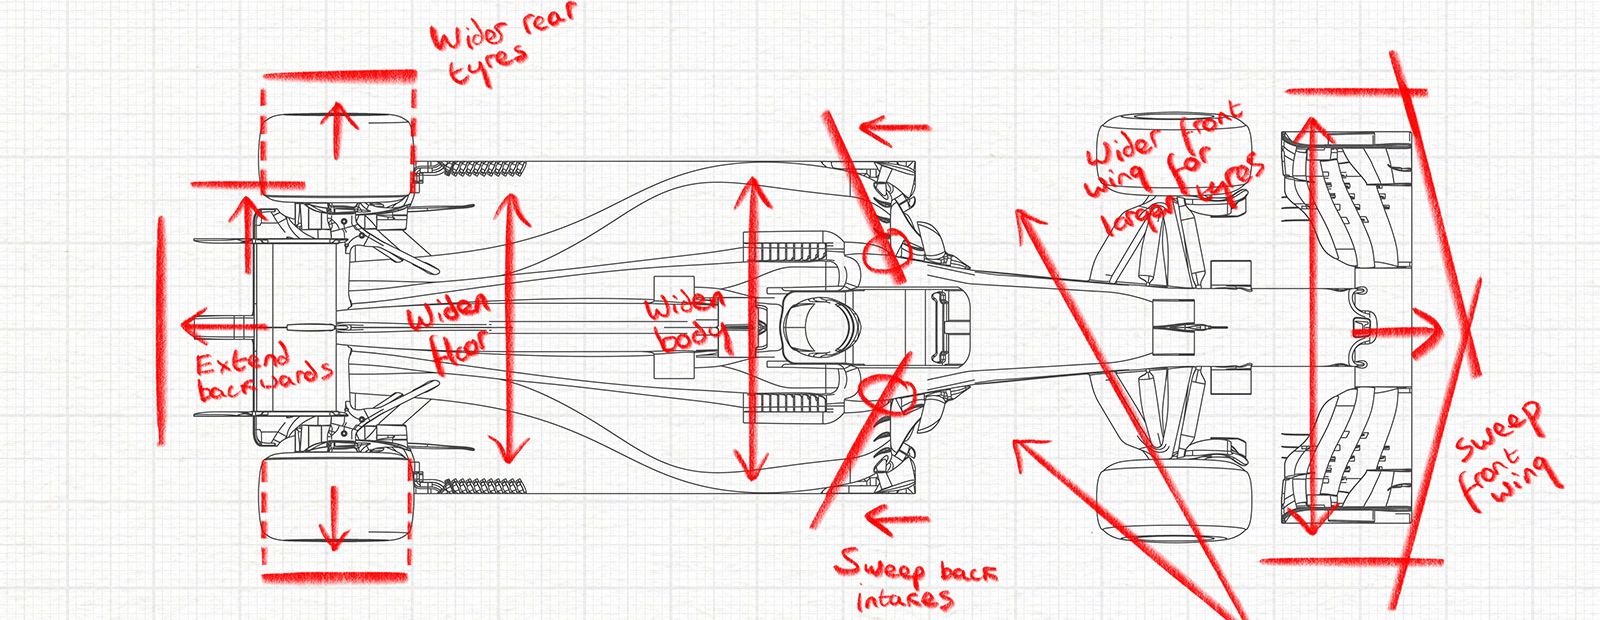 Wider rear
tyres
Wider front
wing for
larger tyres
Widen
floor
Widen
body
Extend
backwards
Sweep
front
wing
Sweep back
intakes